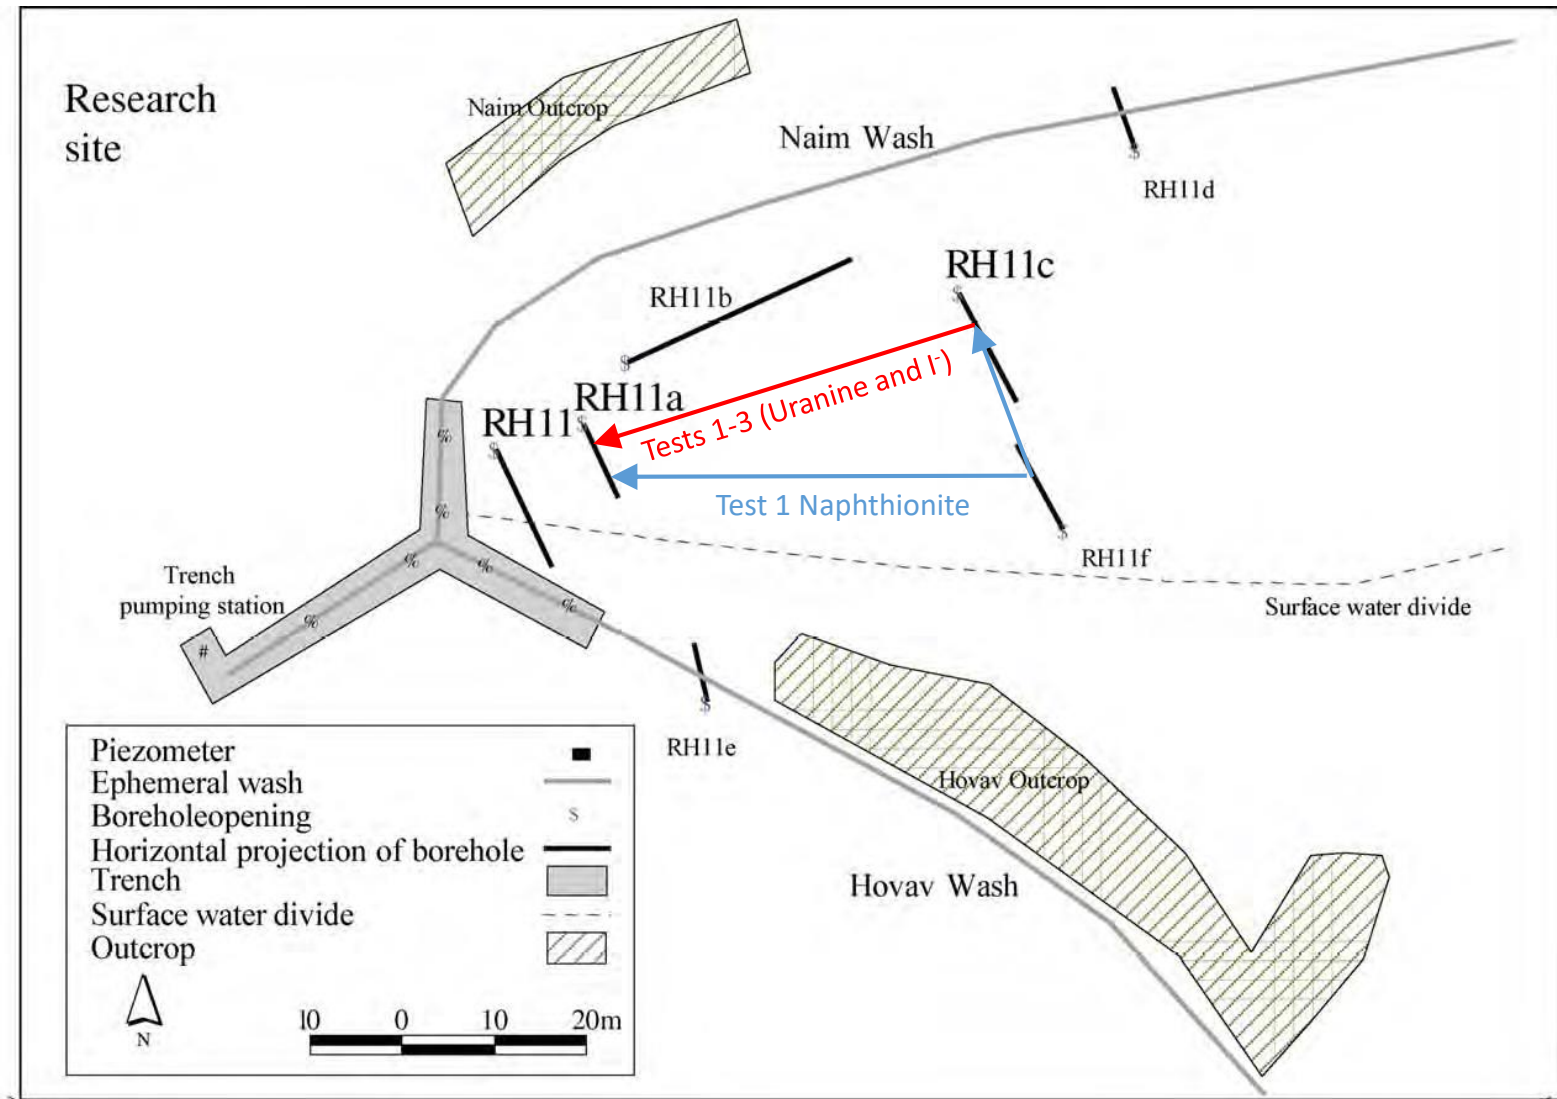 Research
site
Naim Outcrop
Naim Wash
$
RH11d
RH11c
$
RH11b
$
RH11a
$
RH11
$
Tests 1-3 (Uranine and I-)
Test 1 Naphthionite
$
RH11f
Surface water divide
%
%
%
%
%
%
Trench
pumping station
#
$
RH11e
Hovav Outcrop
Hovav Wash
Piezometer
Ephemeral wash
Boreholeopening $
Horizontal projection of borehole
Trench
Surface water divide
Outcrop
N
10 0 10 20m